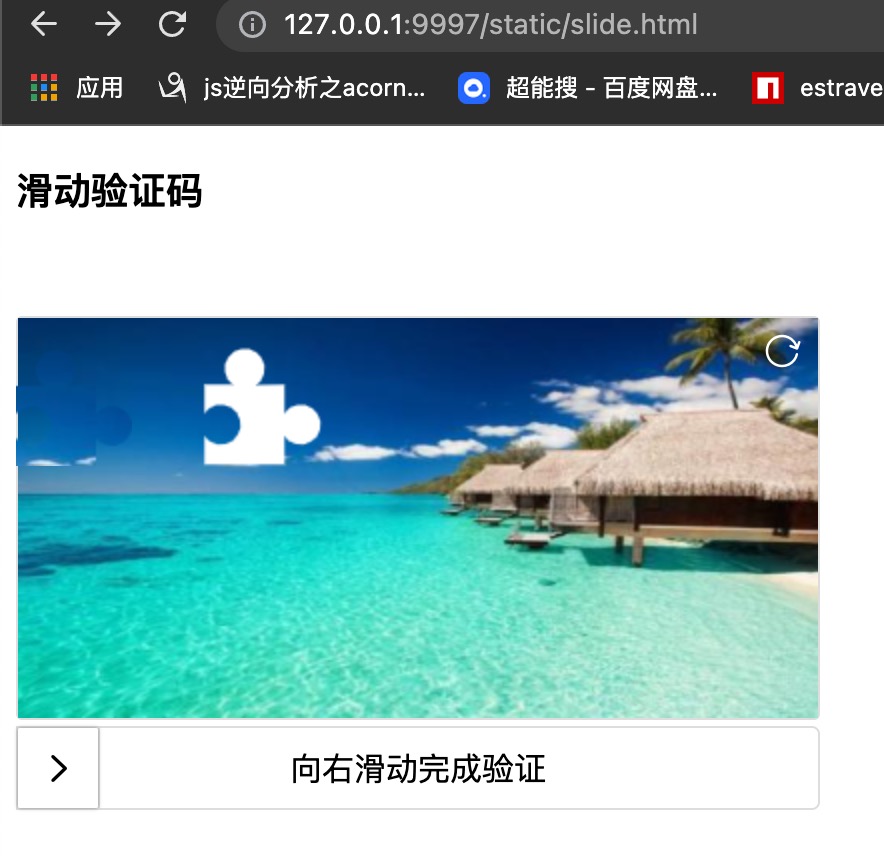 127.0.0.1:9997/static/slide.html
应用 js逆向分析之acorn... 超能搜 - 百度网盘... estrave
滑动验证码
向右滑动完成验证